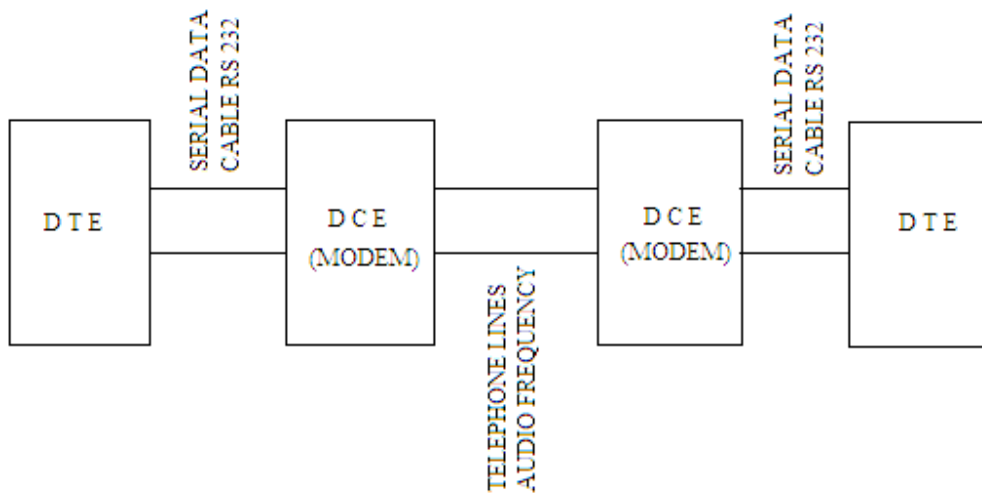 SERIAL DATA
CABLE RS 232
SERIAL DATA
CABLE RS 232
D T E
D C E
(MODEM)
D C E
(MODEM)
D T E
TELEPHONE LINES
AUDIO FREQUENCY